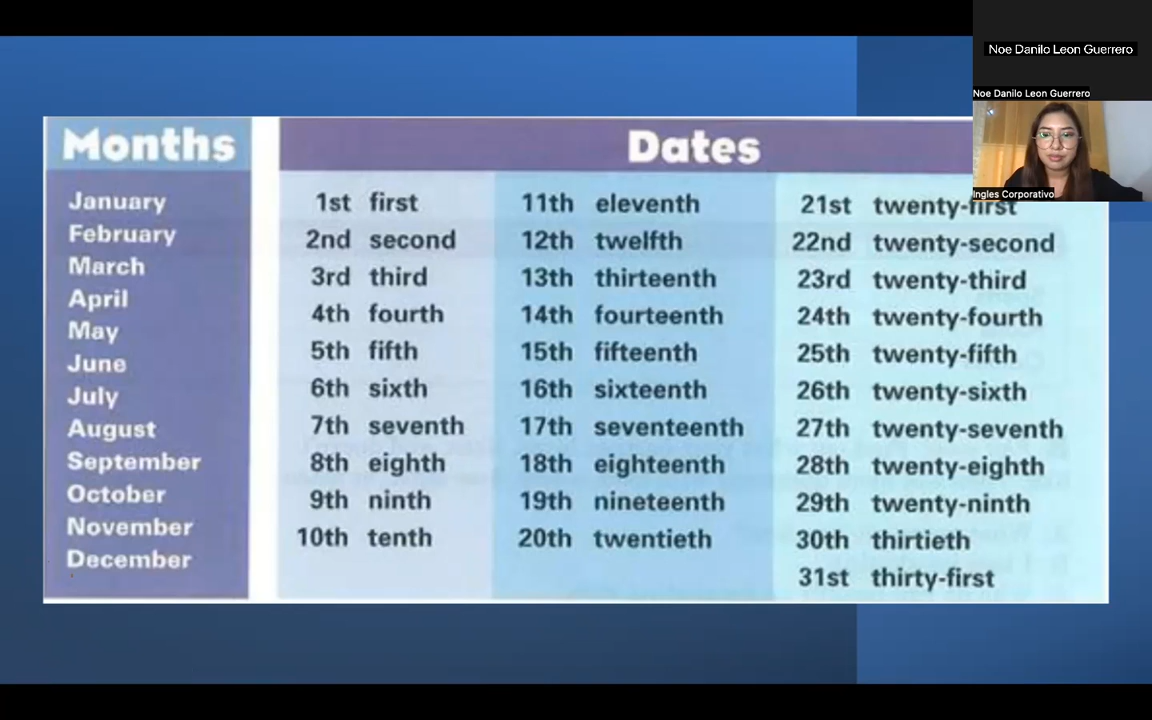 Noe Danilo Leon Guerrero
Noe Danilo Leon Guerrero
Ingles Corporativo
Months
January
February
March
April
May
June
July
August
September
October
November
December
Dates
1st first
2nd second
3rd third
4th fourth
5th fifth
6th sixth
7th seventh
8th eighth
9th ninth
10th tenth
11th eleventh
12th twelfth
13th thirteenth
14th fourteenth
15th fifteenth
16th sixteenth
17th seventeenth
18th eighteenth
19th nineteenth
20th twentieth
21st twenty-first
22nd twenty-second
23rd twenty-third
24th twenty-fourth
25th twenty-fifth
26th twenty-sixth
27th twenty-seventh
28th twenty-eighth
29th twenty-ninth
30th thirtieth
31st thirty-first